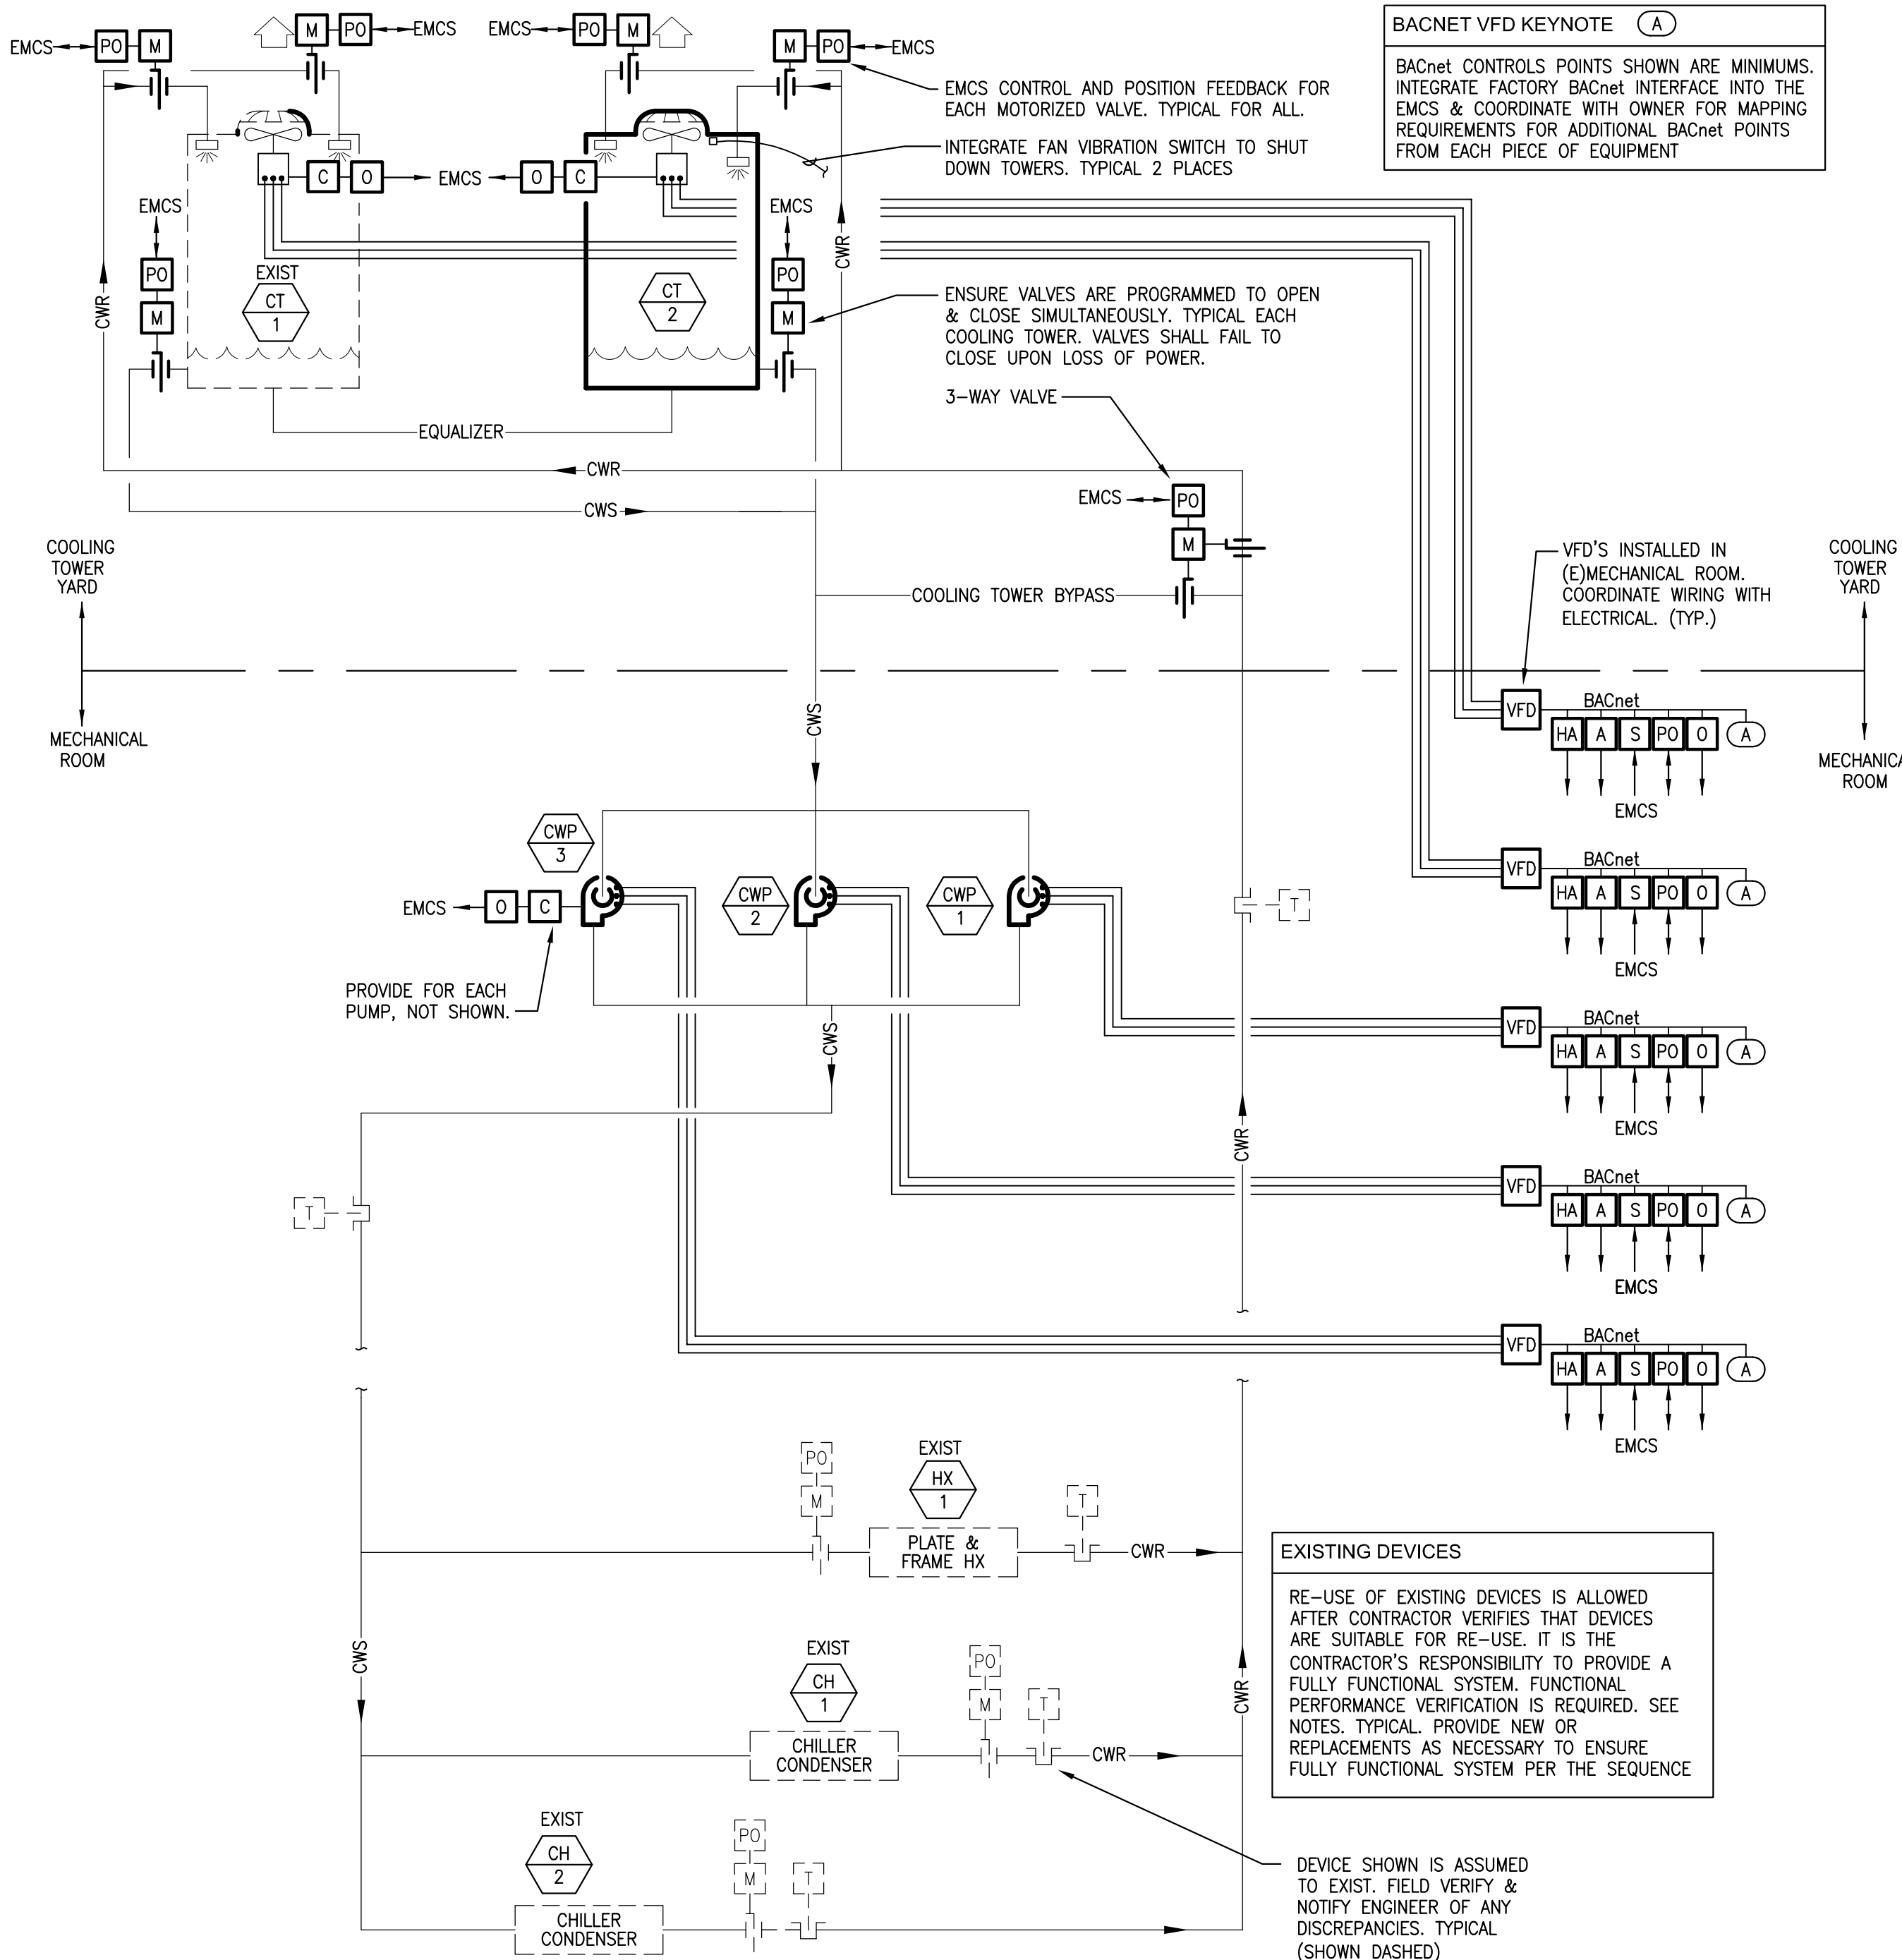 EMCS
PO
M
M
PO
EMCS
EMCS
PO
M
M
PO
EMCS
BACNET VFD KEYNOTE
A
BACnet CONTROLS POINTS SHOWN ARE MINIMUMS.
INTEGRATE FACTORY BACnet INTERFACE INTO THE
EMCS & COORDINATE WITH OWNER FOR MAPPING
REQUIREMENTS FOR ADDITIONAL BACnet POINTS
FROM EACH PIECE OF EQUIPMENT
EMCS CONTROL AND POSITION FEEDBACK FOR
EACH MOTORIZED VALVE. TYPICAL FOR ALL.
INTEGRATE FAN VIBRATION SWITCH TO SHUT
DOWN TOWERS. TYPICAL 2 PLACES
C
O
EMCS
O
C
EMCS
PO
M
EMCS
PO
M
CWR
CWR
EXIST
CT
1
CT
2
ENSURE VALVES ARE PROGRAMMED TO OPEN
& CLOSE SIMULTANEOUSLY. TYPICAL EACH
COOLING TOWER. VALVES SHALL FAIL TO
CLOSE UPON LOSS OF POWER.
3-WAY VALVE
EQUALIZER
CWR
CWS
EMCS
PO
M
COOLING TOWER BYPASS
COOLING
TOWER
YARD
MECHANICAL
ROOM
VFD'S INSTALLED IN
(E)MECHANICAL ROOM.
COORDINATE WIRING WITH
ELECTRICAL. (TYP.)
COOLING
TOWER
YARD
MECHANICA
ROOM
CWS
VFD
BACnet
HA
A
S
PO
O
A
EMCS
VFD
BACnet
HA
A
S
PO
O
A
EMCS
CWP
3
CWP
2
CWP
1
EMCS
O
C
PROVIDE FOR EACH
PUMP, NOT SHOWN.
T
CWS
VFD
BACnet
HA
A
S
PO
O
A
EMCS
CWR
VFD
BACnet
HA
A
S
PO
O
A
EMCS
T
VFD
BACnet
HA
A
S
PO
O
A
EMCS
PO
M
EXIST
HX
1
T
PLATE &
FRAME HX
CWR
EXISTING DEVICES
RE-USE OF EXISTING DEVICES IS ALLOWED
AFTER CONTRACTOR VERIFIES THAT DEVICES
ARE SUITABLE FOR RE-USE. IT IS THE
CONTRACTOR'S RESPONSIBILITY TO PROVIDE A
FULLY FUNCTIONAL SYSTEM. FUNCTIONAL
PERFORMANCE VERIFICATION IS REQUIRED. SEE
NOTES. TYPICAL. PROVIDE NEW OR
REPLACEMENTS AS NECESSARY TO ENSURE
FULLY FUNCTIONAL SYSTEM PER THE SEQUENCE
CWS
EXIST
CH
1
PO
M
T
CWR
CHILLER
CONDENSER
CWR
EXIST
CH
2
PO
M
T
CHILLER
CONDENSER
DEVICE SHOWN IS ASSUMED
TO EXIST. FIELD VERIFY &
NOTIFY ENGINEER OF ANY
DISCREPANCIES. TYPICAL
(SHOWN DASHED)